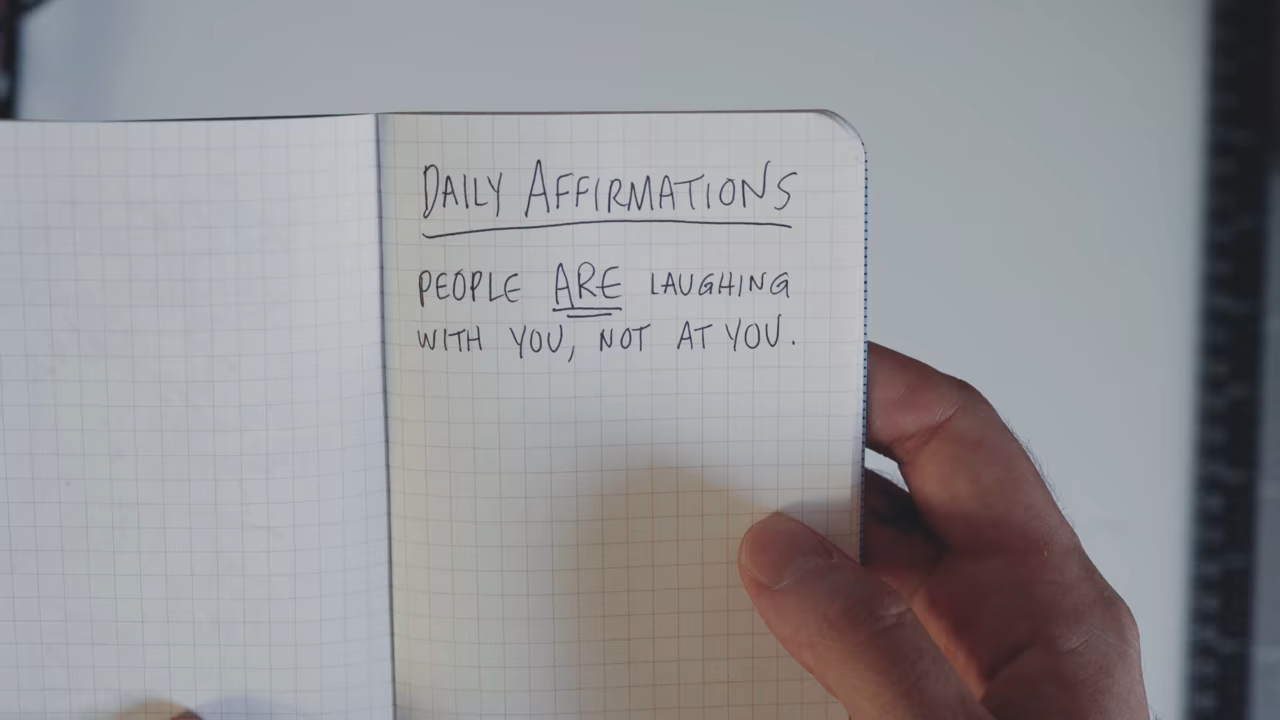 DAILY AFFIRMATIONS
PEOPLE ARE LAUGHING
WITH YOU, NOT AT YOU.